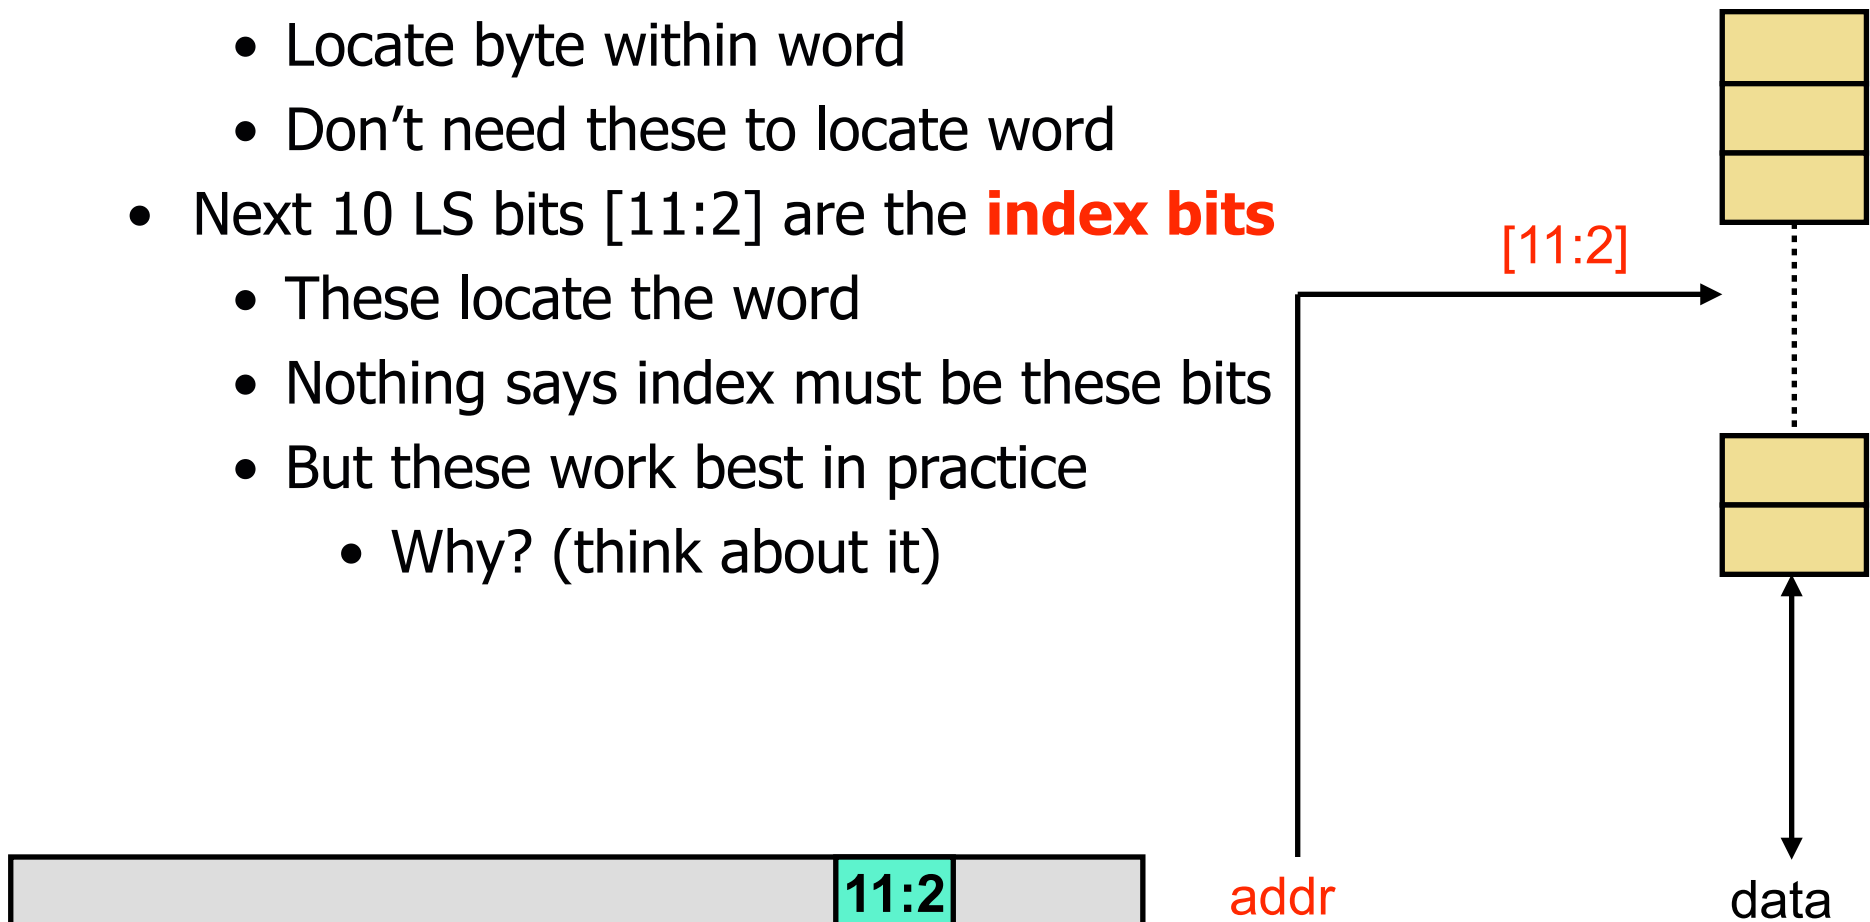 • Locate byte within word
• Don’t need these to locate word
• Next 10 LS bits [11:2] are the index bits
• These locate the word
• Nothing says index must be these bits
• But these work best in practice
• Why? (think about it)
[11:2]
11:2
addr
data